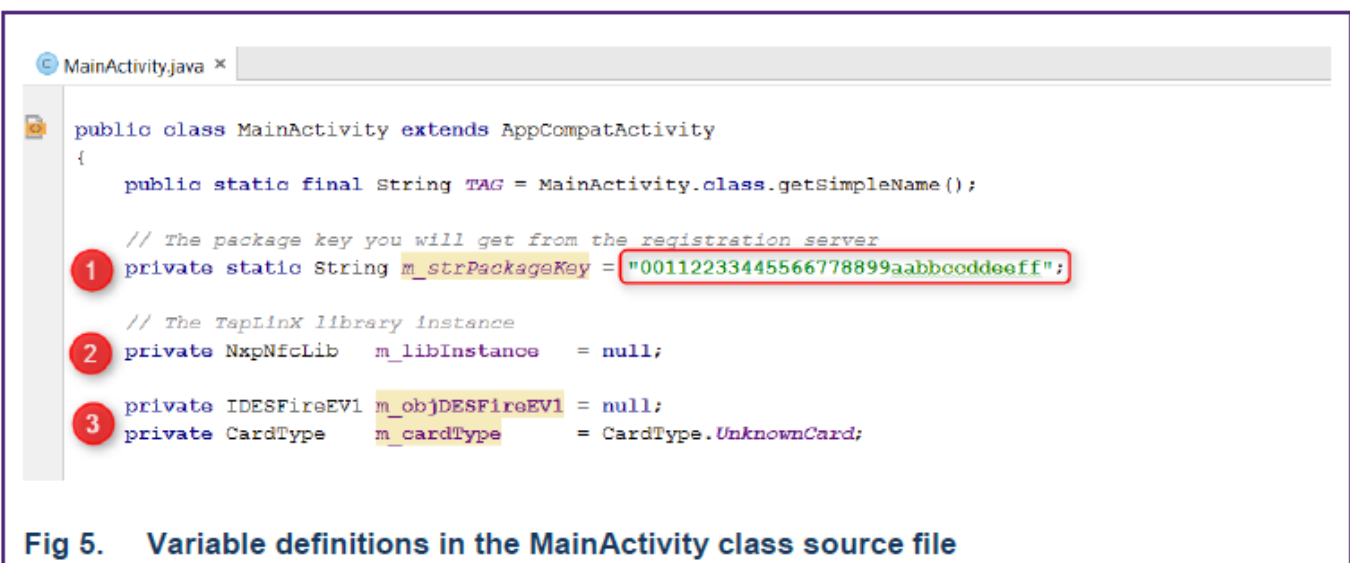 MainActivity.java ×
public class MainActivity extends AppCompatActivity
{
public static final String TAG = MainActivity.class.getSimpleName();
// The package key you will get from the registration server
1 private static String m_strPackageKey = "00112233445566778899aabbccddeeff";
// The TapLinX library instance
2 private NxpNfcLib m_libInstance = null;
3
private IDESFireEV1 m_objDESFireEV1 = null;
private CardType m_cardType = CardType.UnknownCard;
Fig 5. Variable definitions in the MainActivity class source file